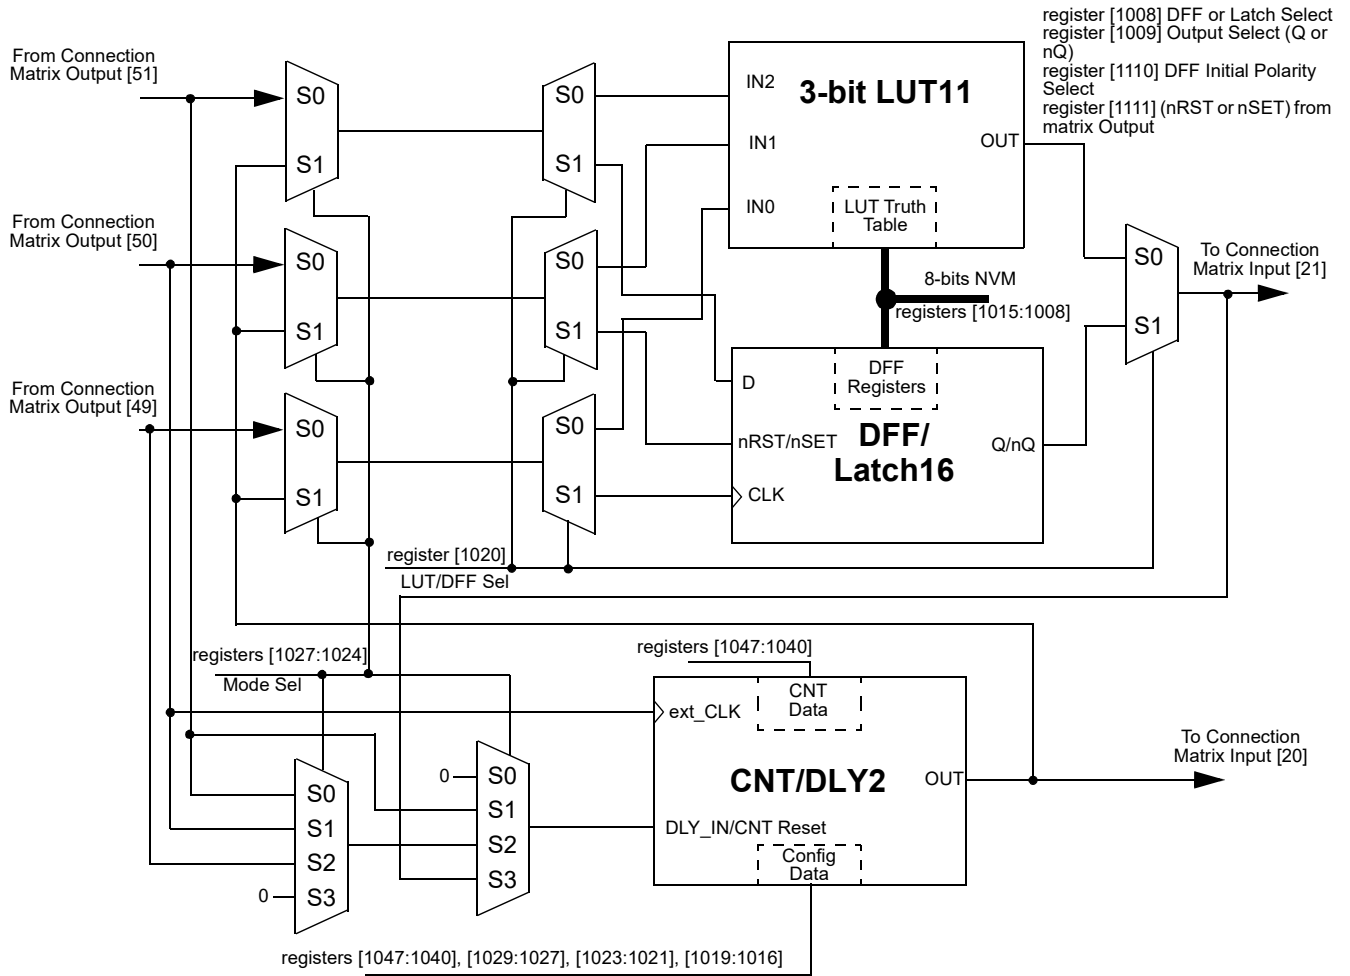 register [1008] DFF or Latch Select
register [1009] Output Select (Q or
nQ)
register [1110] DFF Initial Polarity
Select
register [1111] (nRST or nSET) from
matrix Output
From Connection
Matrix Output [51]
S0
S1
S0
S1
IN2
IN1
IN0
3-bit LUT11
OUT
LUT Truth
Table
From Connection
Matrix Output [50]
S0
S1
S0
S1
8-bits NVM
registers [1015:1008]
S0
S1
To Connection
Matrix Input [21]
From Connection
Matrix Output [49]
S0
S1
S0
S1
D
nRST/nSET
CLK
DFF
Registers
DFF/
Latch16
Q/nQ
register [1020]
LUT/DFF Sel
registers [1027:1024]
Mode Sel
registers [1047:1040]
ext_CLK
CNT
Data
CNT/DLY2
OUT
To Connection
Matrix Input [20]
DLY_IN/CNT Reset
Config
Data
0
S0
S1
S2
S3
S0
S1
S2
0
S3
registers [1047:1040], [1029:1027], [1023:1021], [1019:1016]